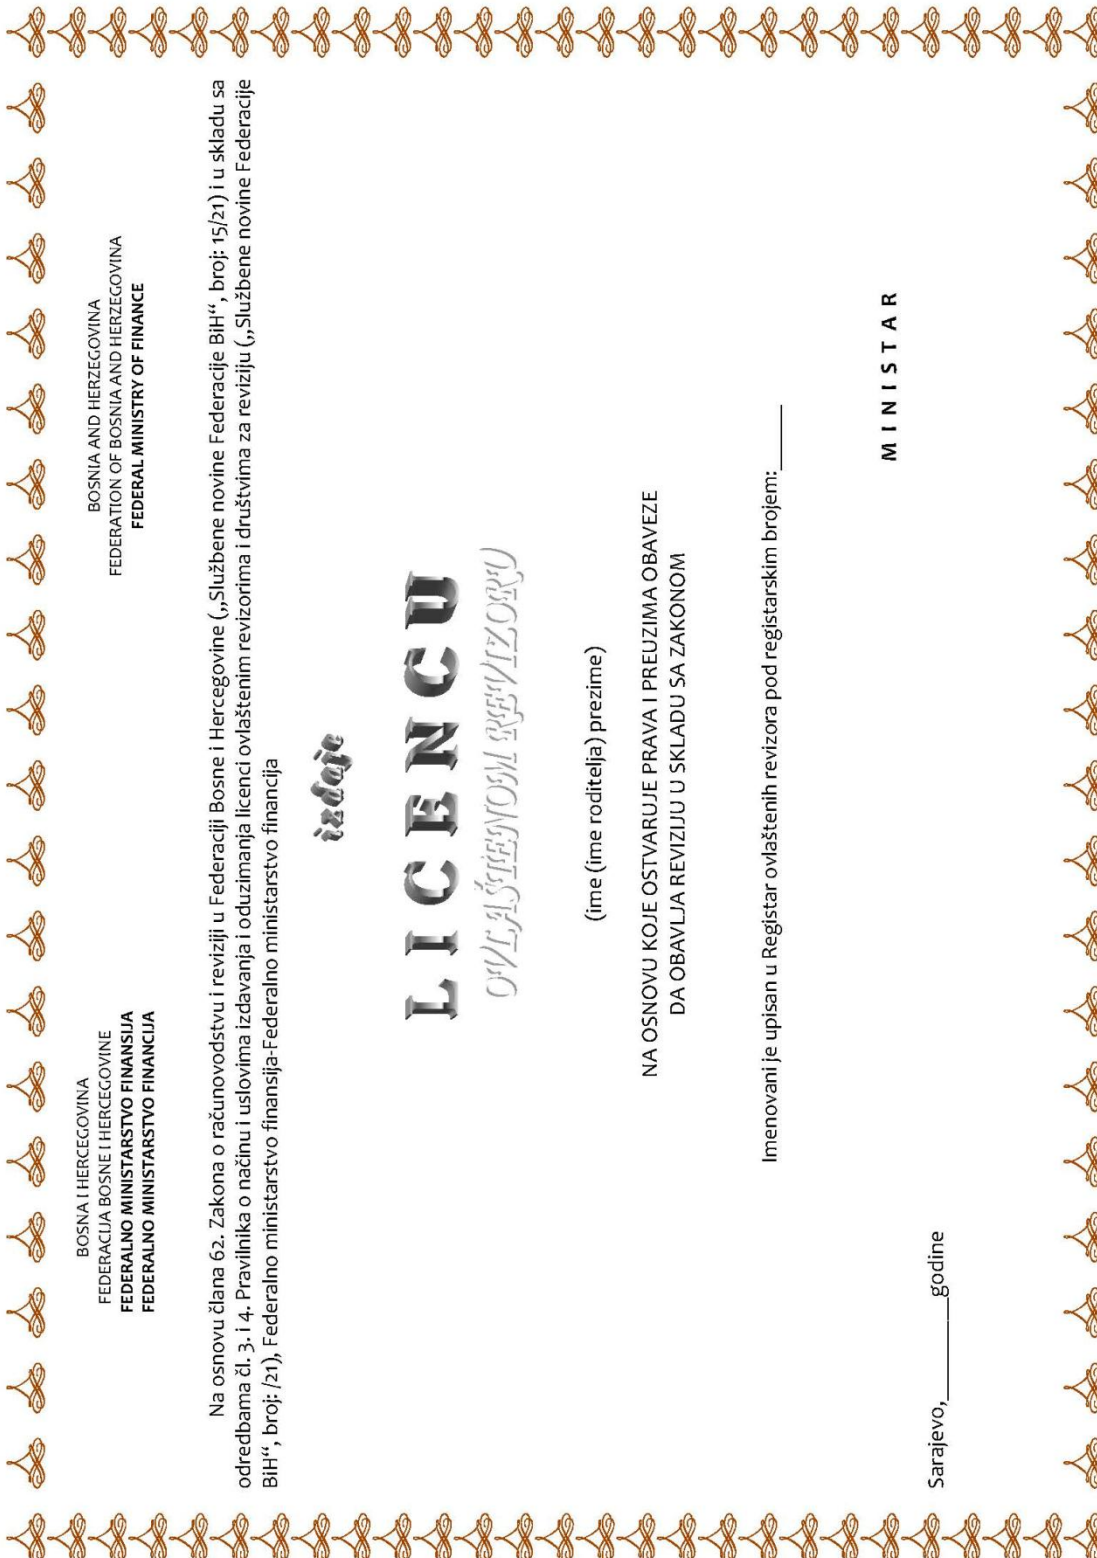 BOSNA I HERCEGOVINA
FEDERACIJA BOSNE I HERCEGOVINE
FEDERALNO MINISTARSTVO FINANSIJA
FEDERALNO MINISTARSTVO FINANCIJA
BOSNIA AND HERZEGOVINA
FEDERATION OF BOSNIA AND HERZEGOVINA
FEDERAL MINISTRY OF FINANCE
Na osnovu člana 62. Zakona o računovodstvu i reviziji u Federaciji Bosne i Hercegovine („Službene novine Federacije BiH“, broj: 15/21) i u skladu sa
odredbama čl. 3. i 4. Pravilnika o načinu i uslovima izdavanja i oduzimanja licenci ovlaštenim revizorima i društvima za reviziju („Službene novine Federacije
BiH“, broj: /21), Federalno ministarstvo finansija-Federalno ministarstvo financija
izdaje
L I C E N C U
OVLAŠTENOM REVIZORU
(ime (ime roditelja) prezime)
NA OSNOVU KOJE OSTVARUJE PRAVA I PREUZIMA OBAVEZE
DA OBAVLJA REVIZIJU U SKLADU SA ZAKONOM
Imenovani je upisan u Registar ovlaštenih revizora pod registarskim brojem:______
M I N I S T A R
Sarajevo,__________godine